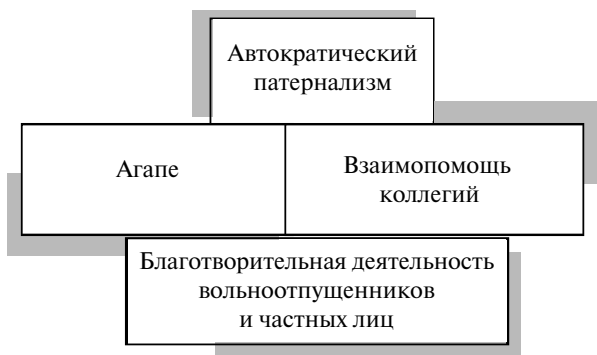 Автократический
патернализм
Агапе
Взаимопомощь
коллегий
Благотворительная деятельность
вольноотпущенников
и частных лиц